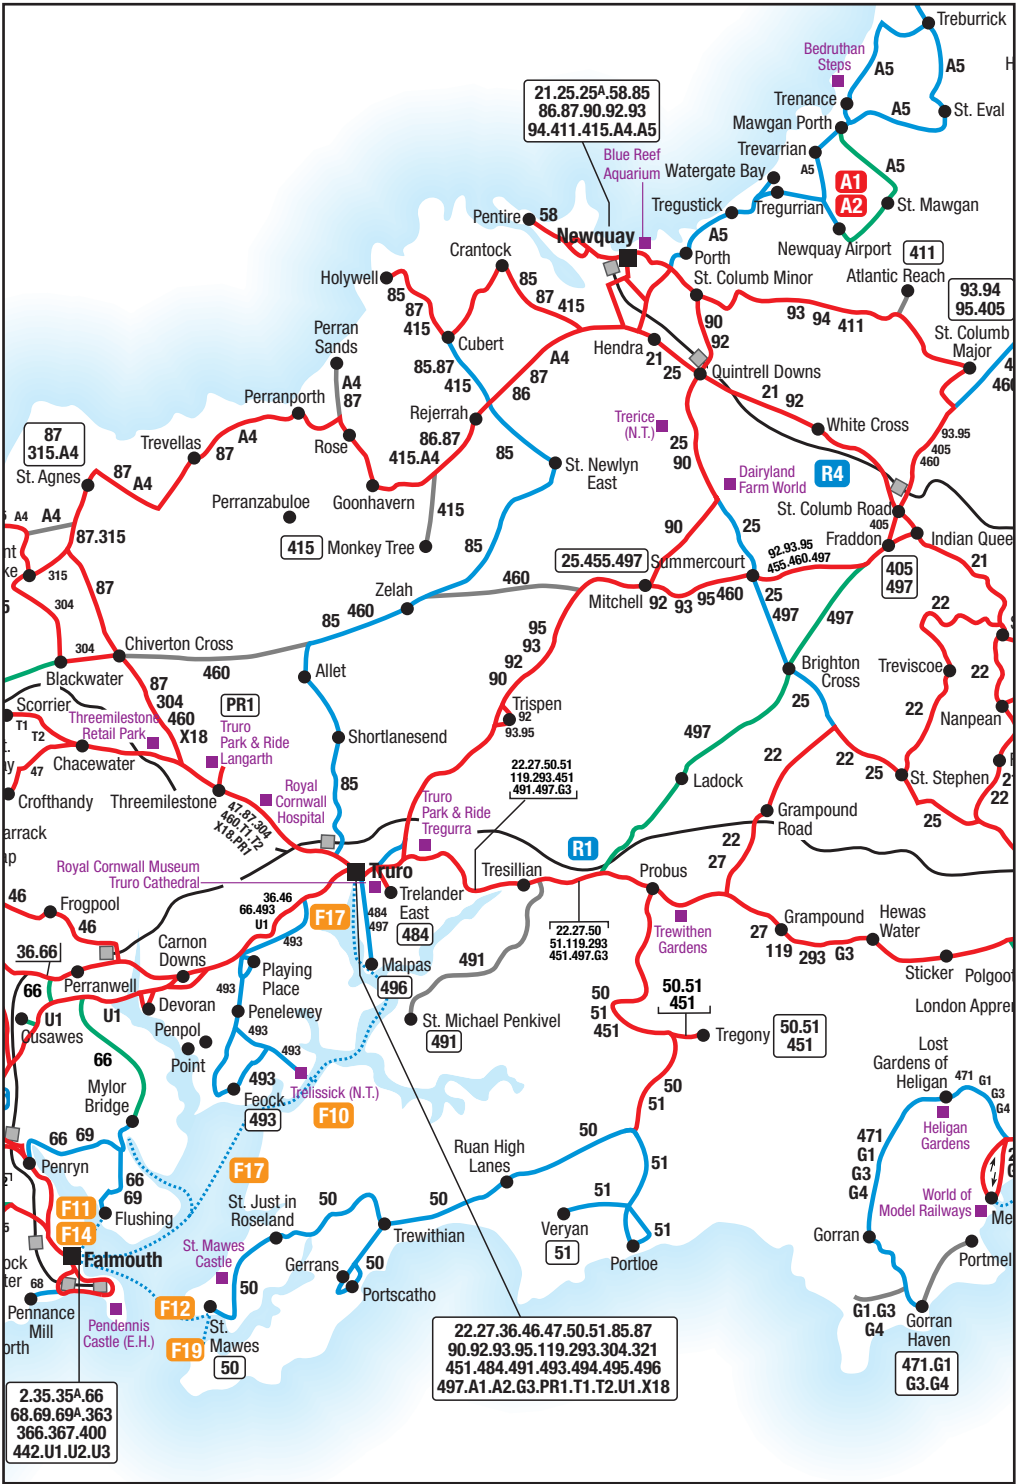 Treburrick
Bedruthan
Steps
A5
A5
H
Trenance
A5
St. Eval
21.25.25ᴬ.58.85
86.87.90.92.93
94.411.415.A4.A5
Mawgan Porth
Trevarrian
A5
A5
Blue Reef
Aquarium
Watergate Bay
A1
A2
Tregustick
Tregurrian
St. Mawgan
Pentire
58
Newquay
A5
Newquay Airport
411
Crantock
Porth
St. Columb Minor
Atlantic Reach
93.94
95.405
Holywell
85
87
415
85
87
415
93
94
411
St. Columb
Major
Perran
Sands
Cubert
90
92
Hendra
21
25
4
460
85.87
415
A4
87
86
Quintrell Downs
A4
87
21
92
Perranporth
Rejerrah
Trerice
(N.T.)
White Cross
87
315.A4
Trevellas
A4
87
Rose
86.87
415.A4
85
25
90
93.95
405
460
St. Agnes
87
A4
St. Newlyn
East
Dairyland
Farm World
R4
Goonhavern
Perranzabuloe
415
St. Columb Road
405
5
A4
A4
87.315
415
Monkey Tree
90
25
Fraddon
Indian Quee
nt
ke
315
85
25.455.497
Summercourt
92.93.95
455.460.497
405
497
21
5
304
87
Zelah
460
Mitchell
92
93
95
460
25
497
497
22
85
460
304
Chiverton Cross
95
93
92
90
S
Blackwater
460
Allet
Brighton
Cross
Treviscoe
22
87
304
460
X18
25
Scorrier
T1
T2
Threemilestone
Retail Park
PR1
Truro
Park & Ride
Langarth
Trispen
92
93.95
22
Nanpean
t.
ay
Chacewater
Shortlanesend
497
22
22
25
St. Stephen
F
2
22
47
Crofthandy
Threemilestone
85
22.27.50.51
119.293.451
491.497.G3
Ladock
Royal
Cornwall
Hospital
47.87.304
460.T1.T2
X18.PR1
Truro
Park & Ride
Tregurra
Grampound
Road
25
arrack
ap
22
R1
27
Royal Cornwall Museum
Truro Cathedral
Truro
Tresillian
Probus
46
Frogpool
46
36.46
66.493
U1
F17
Trelander
East
484
484
497
22.27.50
51.119.293
451.497.G3
Trewithen
Gardens
Grampound
Hewas
Water
27
119
293
G3
36.66
Carnon
Downs
493
Playing
Place
Malpas
496
491
Sticker
Polgoo
Perranwell
66
U1
U1
Devoran
493
Penelewey
St. Michael Penkivel
491
50
51
451
50.51
451
Tregony
50.51
451
London Appren
Cusawes
66
Penpol
Point
493
493
493
Trelissick (N.T.)
Lost
Gardens of
Heligan
471
G1
G3
G4
Mylor
Bridge
Feock
493
F10
50
51
Heligan
Gardens
66
69
Penryn
66
69
F17
Ruan High
Lanes
50
51
471
G1
G3
G4
2
G
F11
F14
Flushing
St. Just in
Roseland
50
50
51
World of
Model Railways
Me
5
Falmouth
St. Mawes
Castle
Trewithian
Veryan
51
51
Portloe
Gorran
Portmel
ock
ter
68
Gerrans
50
Portscatho
50
Pennance
Mill
orth
Pendennis
Castle (E.H.)
F12
F19
St.
Mawes
50
G1.G3
G4
Gorran
Haven
471.G1
G3.G4
22.27.36.46.47.50.51.85.87
90.92.93.95.119.293.304.321
451.484.491.493.494.495.496
497.A1.A2.G3.PR1.T1.T2.U1.X18
2.35.35ᴬ.66
68.69.69ᴬ.363
366.367.400
442.U1.U2.U3